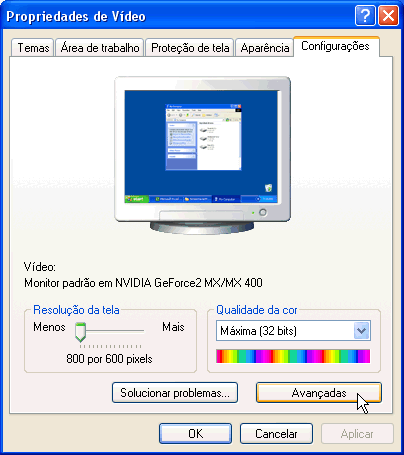 Propriedades de Vídeo
Temas Área de trabalho Proteção de tela Aparência Configurações
Vídeo:
Monitor padrão em NVIDIA GeForce2 MX/MX 400
Resolução da tela
Menos Mais
800 por 600 pixels
Qualidade da cor
Máxima (32 bits)
Solucionar problemas... Avançadas
OK Cancelar Aplicar